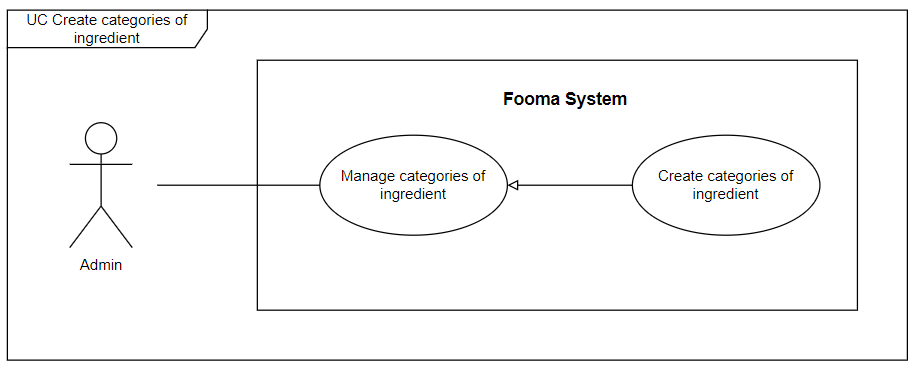 UC Create categories of
ingredient
Fooma System
Manage categories of
ingredient
Create categories of
ingredient
Admin